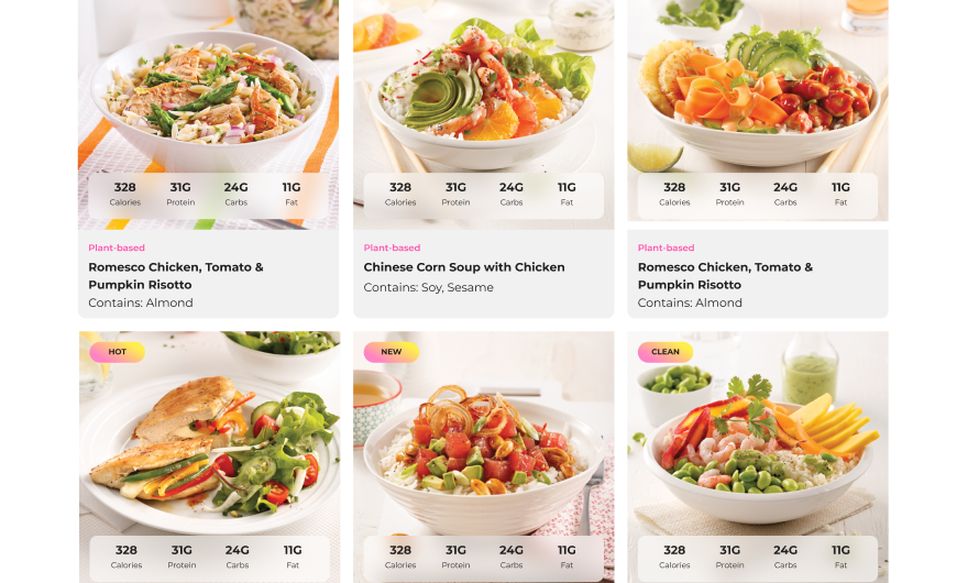 328 31G 24G 11G
Calories Protein Carbs Fat
328 31G 24G 11G
Calories Protein Carbs Fat
328 31G 24G 11G
Calories Protein Carbs Fat
Plant-based
Romesco Chicken, Tomato &
Pumpkin Risotto
Contains: Almond
Plant-based
Chinese Corn Soup with Chicken
Contains: Soy, Sesame
Plant-based
Romesco Chicken, Tomato &
Pumpkin Risotto
Contains: Almond
HOT
NEW
CLEAN
328 31G 24G 11G
Calories Protein Carbs Fat
328 31G 24G 11G
Calories Protein Carbs Fat
328 31G 24G 11G
Calories Protein Carbs Fat